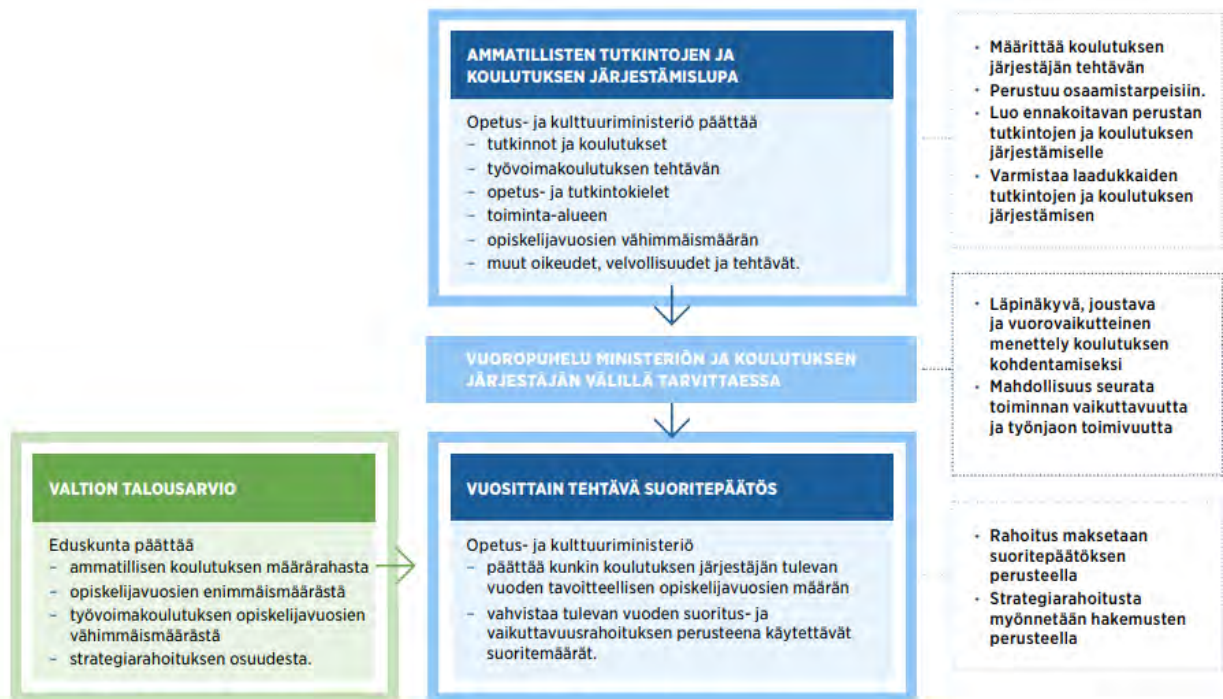 AMMATILLISTEN TUTKINTOJEN JA
KOULUTUKSEN JÄRJESTÄMISLUPA
Opetus- ja kulttuuriministeriö päättää
– tutkinnot ja koulutukset
– työvoimakoulutuksen tehtävän
– opetus- ja tutkintokielet
– toiminta-alueen
– opiskelijavuosien vähimmäismäärän
– muut oikeudet, velvollisuudet ja tehtävät.
• Määrittää koulutuksen
järjestäjän tehtävän
• Perustuu osaamistarpeisiin.
• Luo ennakoitavan perustan
tutkintojen ja koulutuksen
järjestämiselle
• Varmistaa laadukkaiden
tutkintojen ja koulutuksen
järjestämisen
VUOROPUHELU MINISTERIÖN JA KOULUTUKSEN
JÄRJESTÄJÄN VÄLILLÄ TARVITTAESSA
• Läpinäkyvä, joustava
ja vuorovaikutteinen
menettely koulutuksen
kohdentamiseksi
• Mahdollisuus seurata
toiminnan vaikuttavuutta
ja työnjaon toimivuutta
VALTION TALOUSARVIO
Eduskunta päättää
– ammatillisen koulutuksen määrärahasta
– opiskelijavuosien enimmäismäärästä
– työvoimakoulutuksen opiskelijavuosien
vähimmäismäärästä
– strategiarahoituksen osuudesta.
VUOSITTAIN TEHTÄVÄ SUORITEPÄÄTÖS
Opetus- ja kulttuuriministeriö
– päättää kunkin koulutuksen järjestäjän tulevan
vuoden tavoitteellisen opiskelijavuosien määrän
– vahvistaa tulevan vuoden suoritus- ja
vaikuttavuusrahoituksen perusteena käytettävät
suoritemäärät.
• Rahoitus maksetaan
suoritepäätöksen
perusteella
• Strategiarahoitusta
myönnetään hakemusten
perusteella